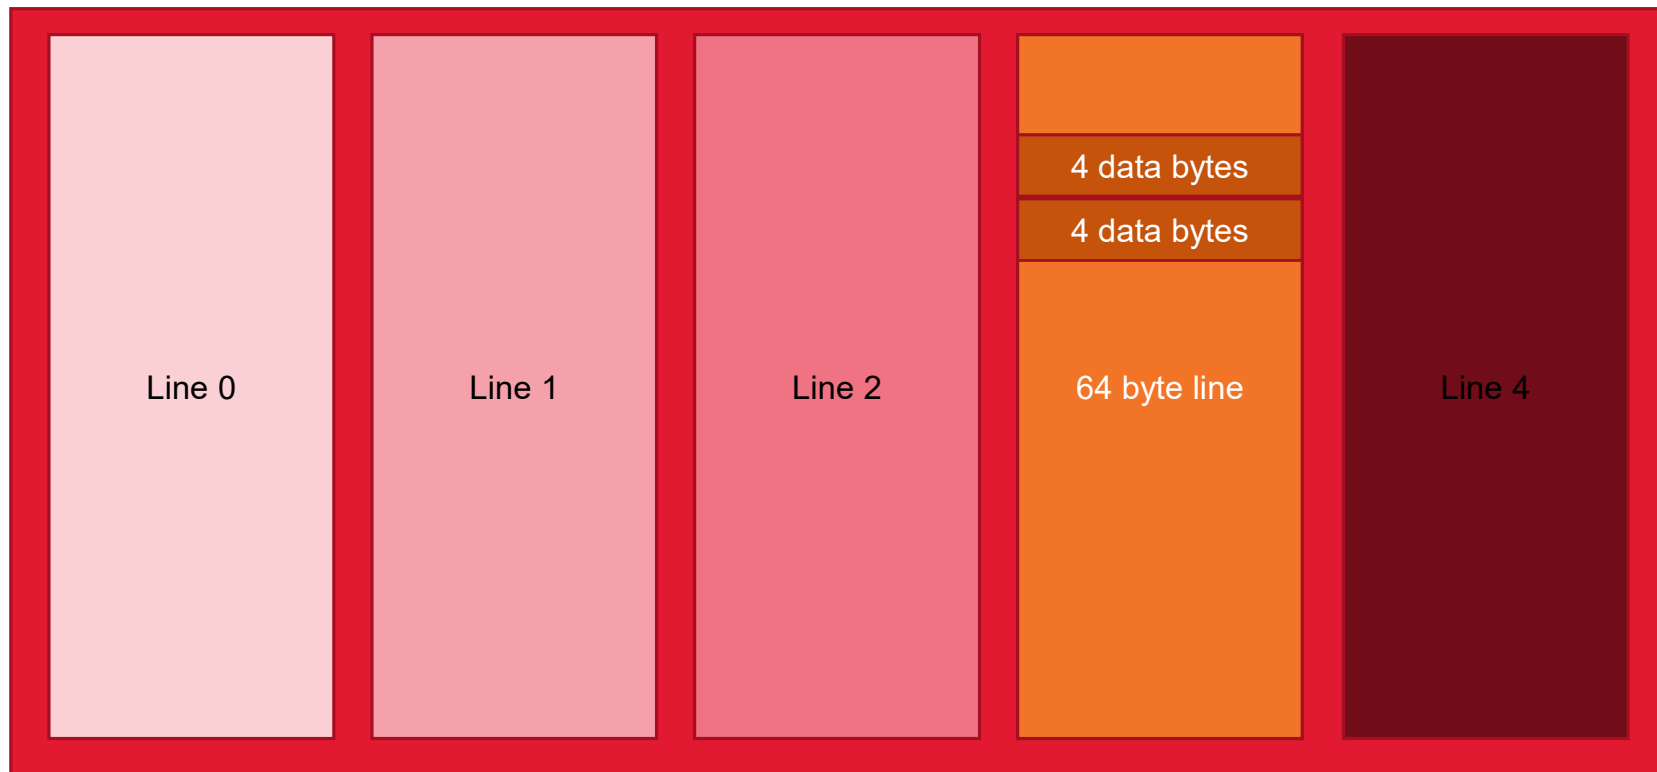 4 data bytes
4 data bytes
Line 0
Line 1
Line 2
64 byte line
Line 4